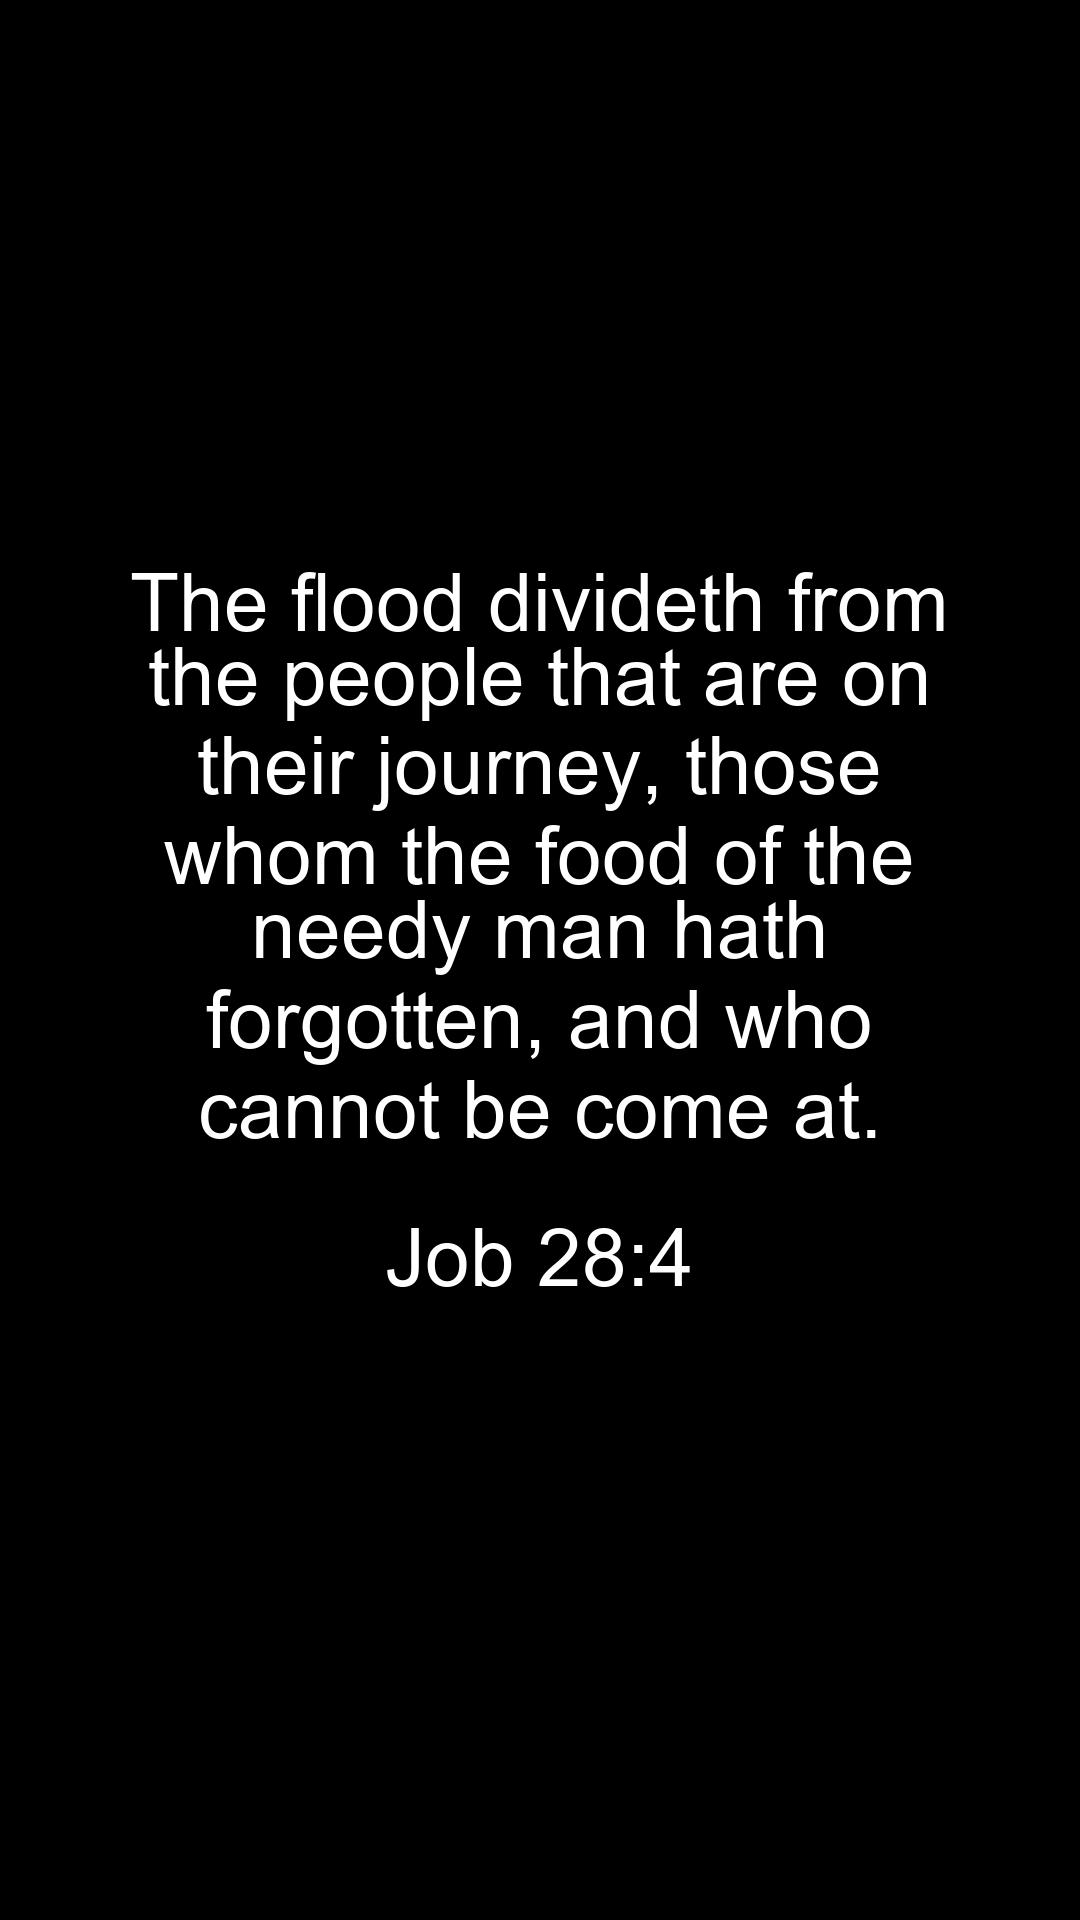 The flood divideth from
the people that are on
their journey, those
whom the food of the
needy man hath
forgotten, and who
cannot be come at.
Job 28:4